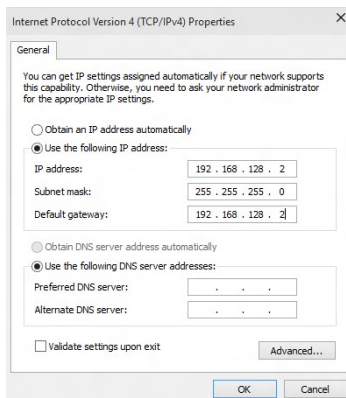 Internet Protocol Version 4 (TCP/IPv4) Properties
General
You can get IP settings assigned automatically if your network supports
this capability. Otherwise, you need to ask your network administrator
for the appropriate IP settings.
Obtain an IP address automatically
Use the following IP address:
IP address: 192 . 168 . 128 . 2
Subnet mask: 255 . 255 . 255 . 0
Default gateway: 192 . 168 . 128 . 2
Obtain DNS server address automatically
Use the following DNS server addresses:
Preferred DNS server: . . .
Alternate DNS server: . . .
Validate settings upon exit
Advanced...
OK Cancel